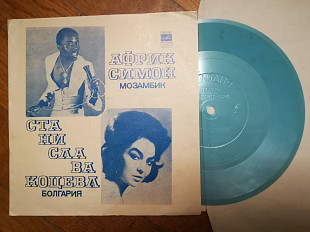 АФРИК
СИМОН
МОЗАМБИК
СТА
НИ
СЛА
ВА
КОЦЕВА
БОЛГАРИЯ